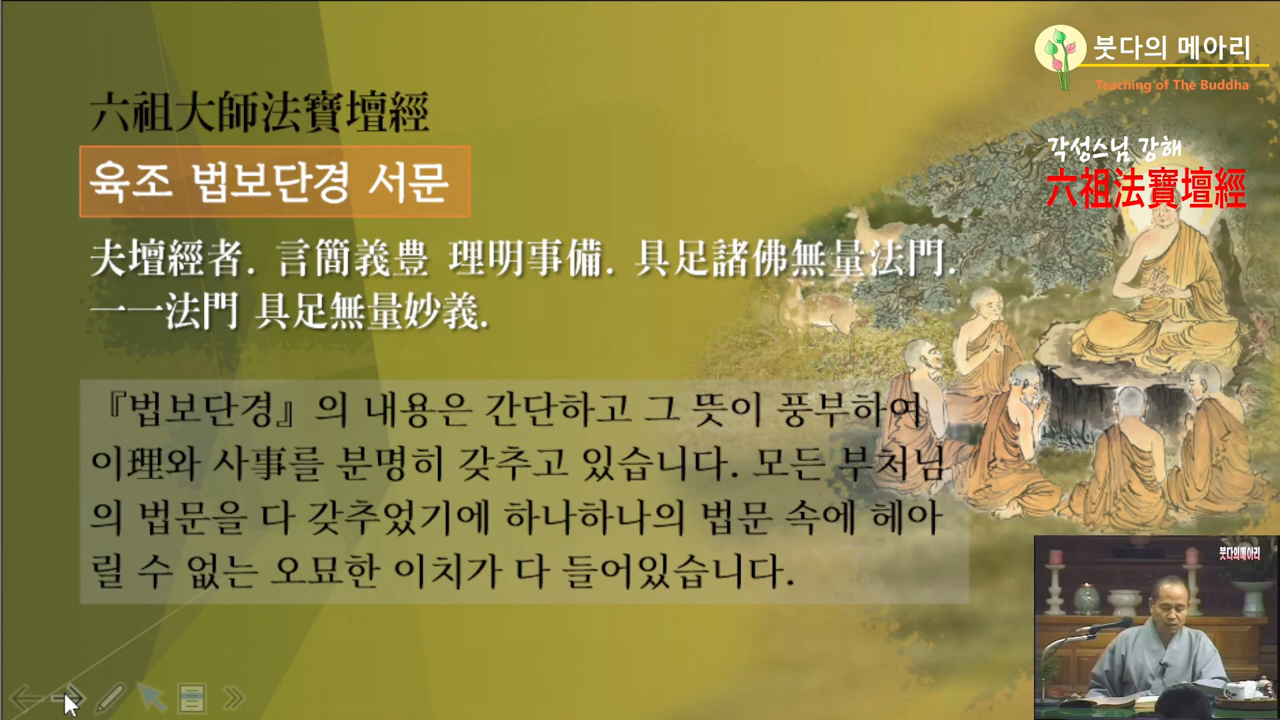 붓다의 메아리
Teaching of The Buddha
각성스님 강해
六祖法寶壇經
六祖大師法寶壇經
육조 법보단경 서문
夫壇經者. 言簡義豊 理明事備. 具足諸佛無量法門.
一一法門 具足無量妙義.
『법보단경』의 내용은 간단하고 그 뜻이 풍부하여
이理와 사事를 분명히 갖추고 있습니다. 모든 부처님
의 법문을 다 갖추었기에 하나하나의 법문 속에 헤아
릴 수 없는 오묘한 이치가 다 들어있습니다.
붓다의메아리